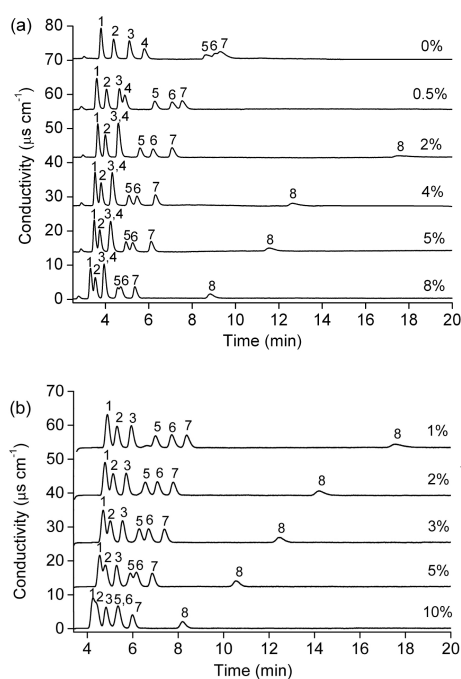 (a)
Conductivity (μs cm⁻¹)
80
70
60
50
40
30
20
10
0
1 2 3 4 5 6 7 0%
1 2 3 4 5 6 7 0.5%
1 2 3,4 5 6 7 8 2%
1 2 3,4 5 6 7 8 4%
1 2 3,4 5 6 7 8 5%
1 2 3,4 5 6 7 8 8%
4 6 8 10 12 14 16 18 20
Time (min)
(b)
Conductivity (μs cm⁻¹)
70
60
50
40
30
20
10
0
1 2 3 5 6 7 8 1%
1 2 3 5 6 7 8 2%
1 2 3 5 6 7 8 3%
1 2 3 5 6 7 8 5%
1 2 3 5,6 7 8 10%
4 6 8 10 12 14 16 18 20
Time (min)